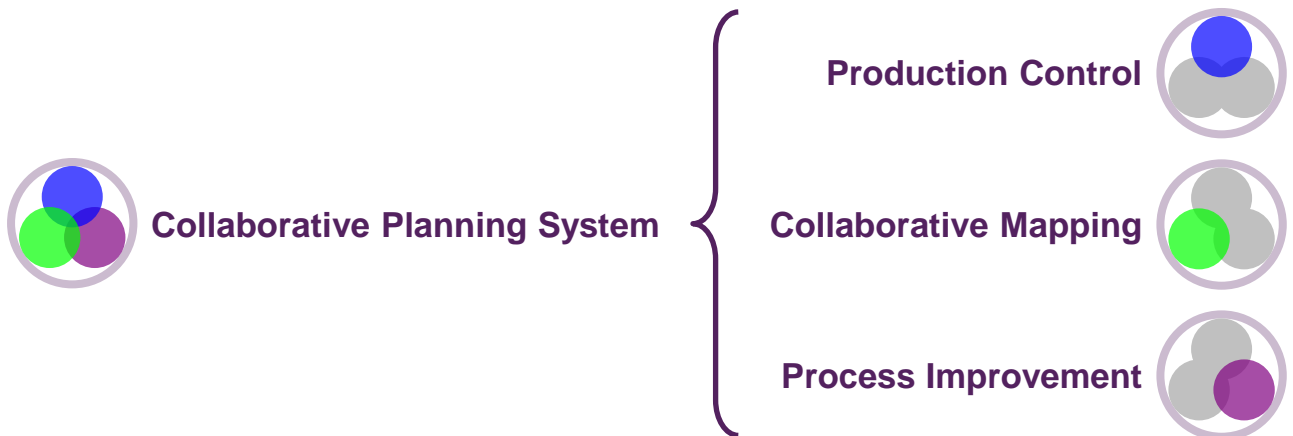 Production Control
Collaborative Planning System
Collaborative Mapping
Process Improvement